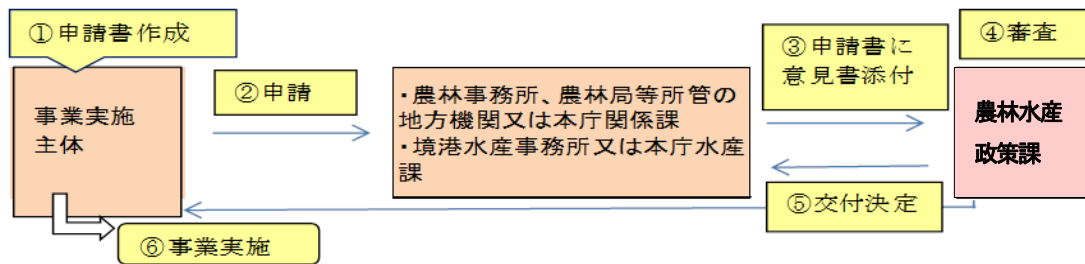 ①申請書作成
事業実施
主体
②申請
・農林事務所、農林局等所管の
地方機関又は本庁関係課
・境港水産事務所又は本庁水産
課
③申請書に
意見書添付
④審査
農林水産
政策課
⑤交付決定
⑥事業実施